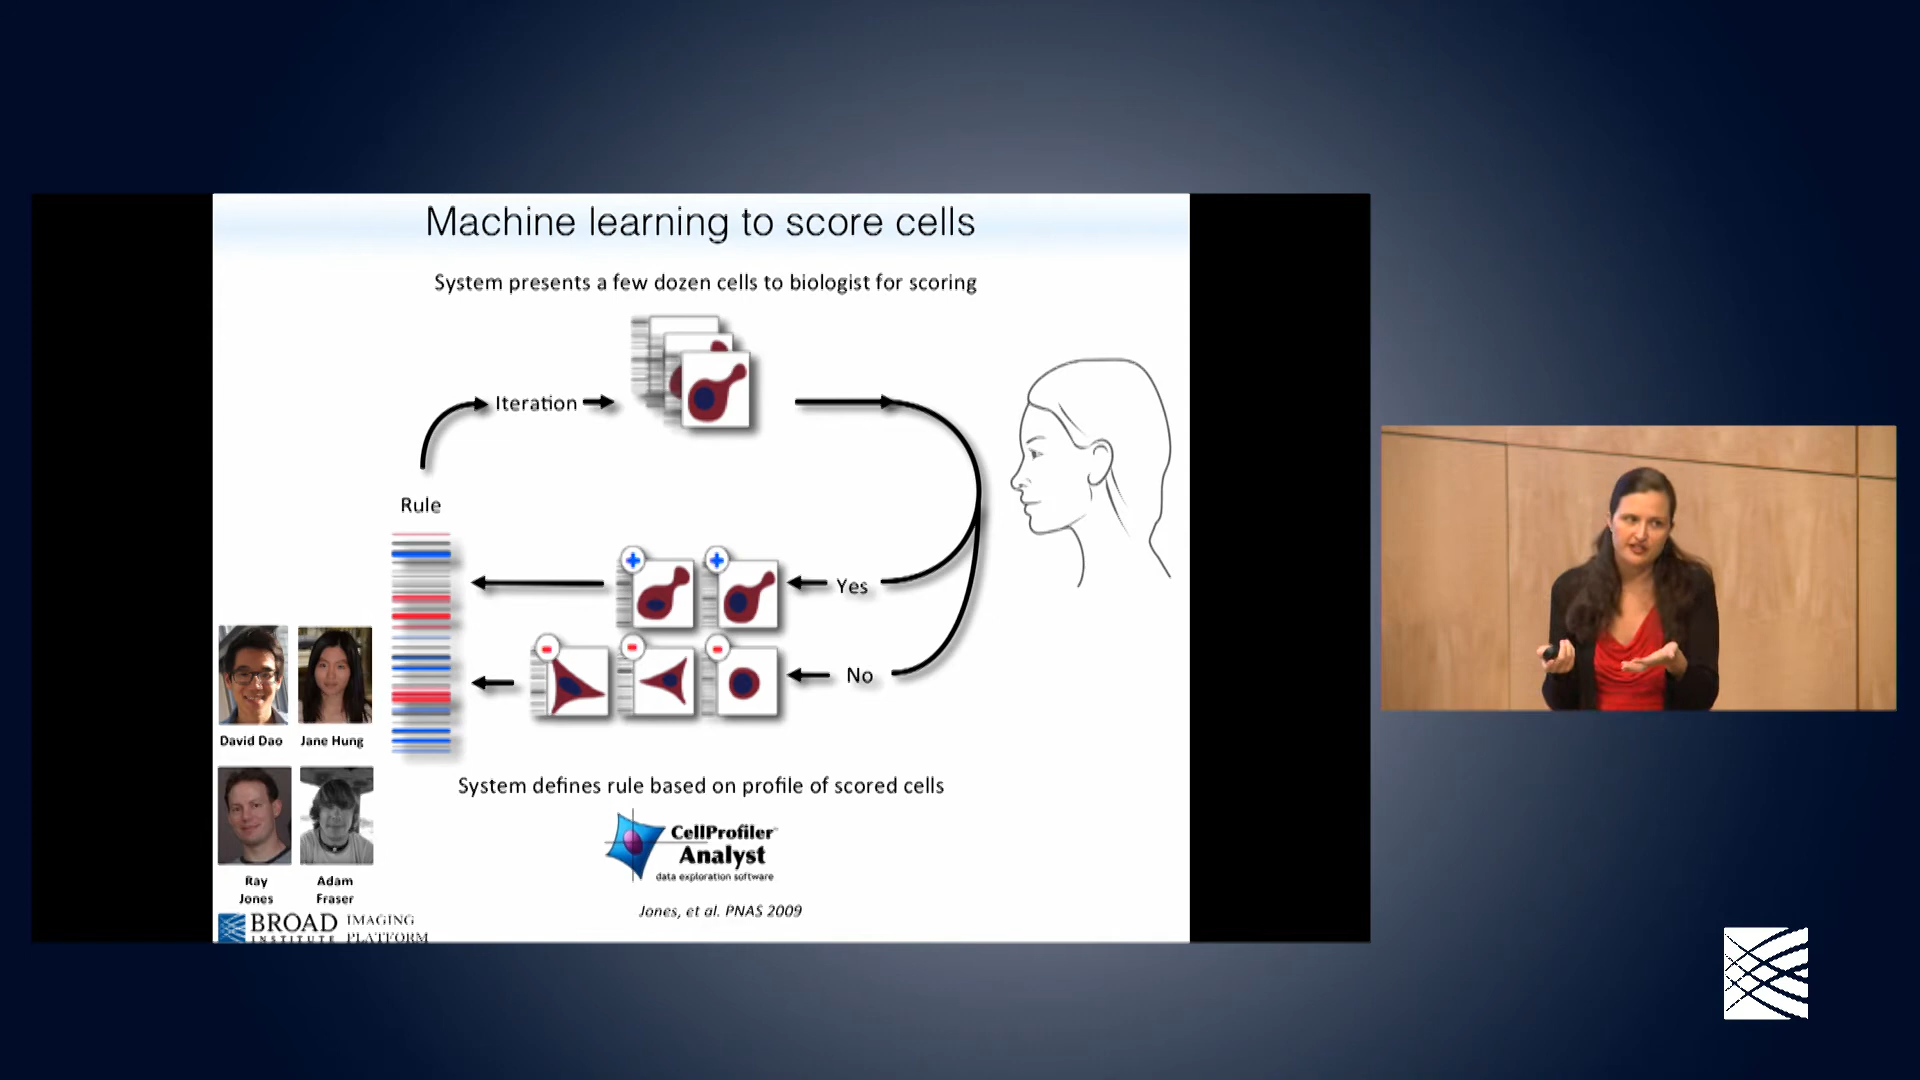 Machine learning to score cells
System presents a few dozen cells to biologist for scoring
Iteration
Rule
Yes
No
David Dao
Jane Hung
Ray
Jones
Adam
Fraser
System defines rule based on profile of scored cells
CellProfiler
Analyst
data exploration software
Jones, et al. PNAS 2009
BROAD
INSTITUTE
IMAGING
PLATFORM